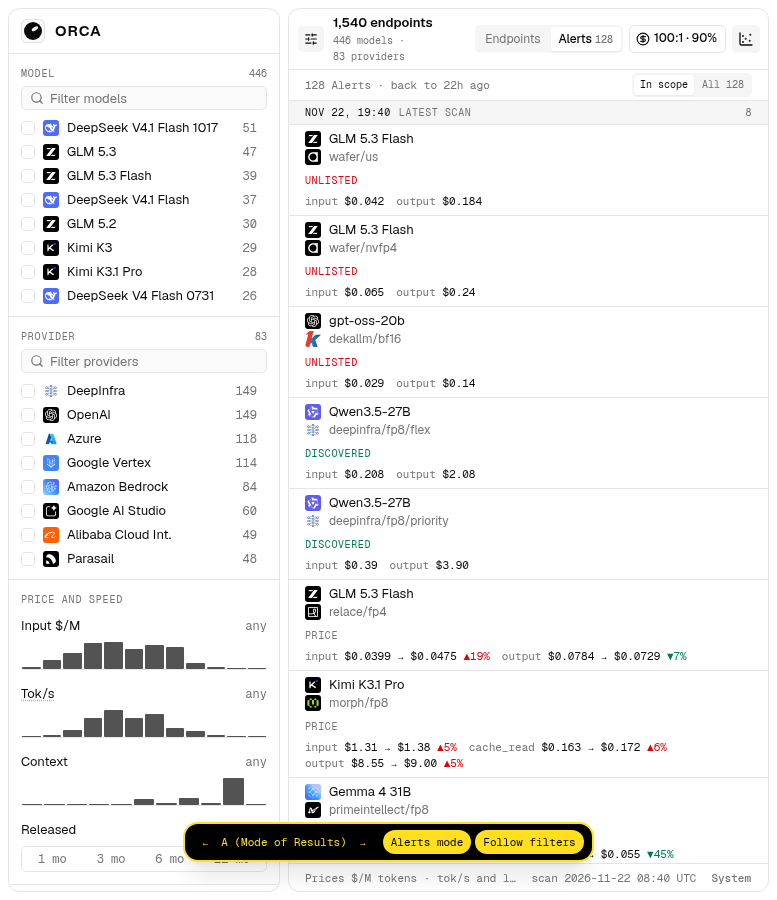 ORCA
MODEL 446
Filter models
DeepSeek V4.1 Flash 1017 51
GLM 5.3 47
GLM 5.3 Flash 39
DeepSeek V4.1 Flash 37
GLM 5.2 30
Kimi K3 29
Kimi K3.1 Pro 28
DeepSeek V4 Flash 0731 26
PROVIDER 83
Filter providers
DeepInfra 149
OpenAI 149
Azure 118
Google Vertex 114
Amazon Bedrock 84
Google AI Studio 60
Alibaba Cloud Int. 49
Parasail 48
PRICE AND SPEED
Input $/M any
Tok/s any
Context any
Released
1 mo 3 mo 6 mo
1,540 endpoints
446 models ·
83 providers
Endpoints Alerts 128 100:1 · 90%
128 Alerts · back to 22h ago In scope All 128
NOV 22, 19:40 LATEST SCAN 8
GLM 5.3 Flash
wafer/us
UNLISTED
input $0.042 output $0.184
GLM 5.3 Flash
wafer/nvfp4
UNLISTED
input $0.065 output $0.24
gpt-oss-20b
dekallm/bf16
UNLISTED
input $0.029 output $0.14
Qwen3.5-27B
deepinfra/fp8/flex
DISCOVERED
input $0.208 output $2.08
Qwen3.5-27B
deepinfra/fp8/priority
DISCOVERED
input $0.39 output $3.90
GLM 5.3 Flash
relace/fp4
PRICE
input $0.0399 → $0.0475 ▲19% output $0.0784 → $0.0729 ▼7%
Kimi K3.1 Pro
morph/fp8
PRICE
input $1.31 → $1.38 ▲5% cache_read $0.163 → $0.172 ▲6%
output $8.55 → $9.00 ▲5%
Gemma 4 31B
primeintellect/fp8
→ $0.055 ▼45%
← A (Mode of Results) → Alerts mode Follow filters
Prices $/M tokens · tok/s and l… scan 2026-11-22 08:40 UTC System